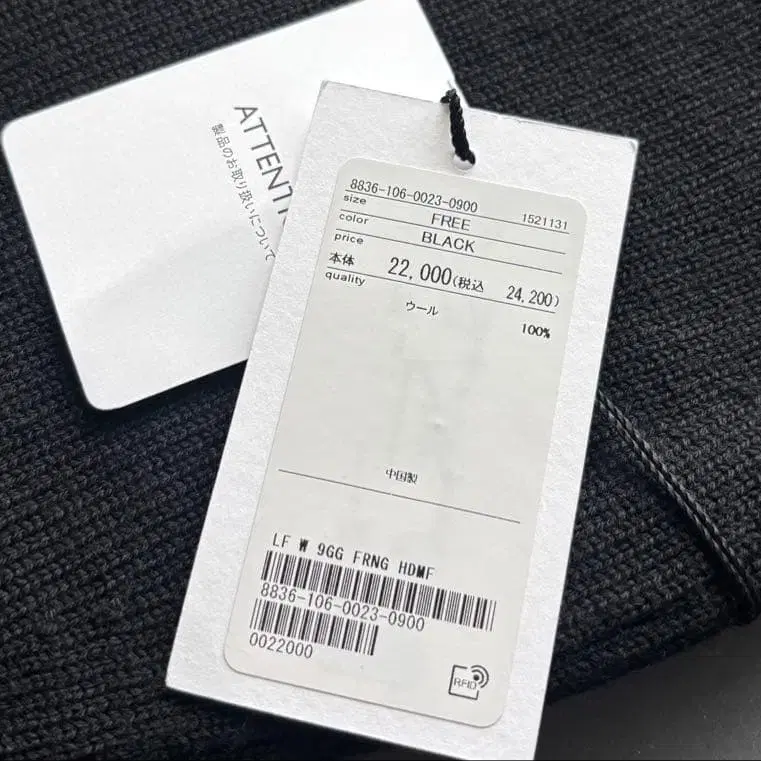 ATTENTI
製品のお取り扱いについて
8836-106-0023-0900 1521131
size FREE
color BLACK
price
本体 22,000(税込 24,200)
quality
ウール 100%
中国製
LF W 9GG FRNG HDMF
8836-106-0023-0900
0022000
RFID